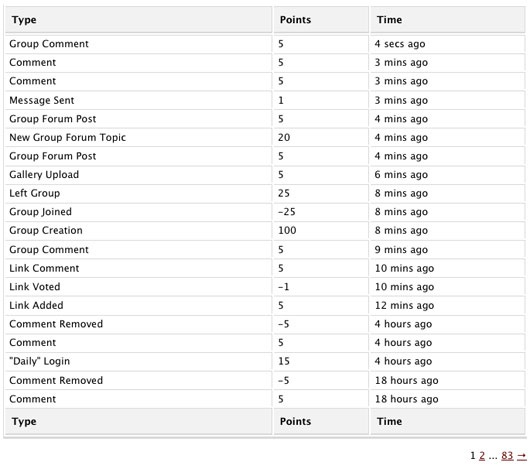 Type Points Time
Group Comment 5 4 secs ago
Comment 5 3 mins ago
Comment 5 3 mins ago
Message Sent 1 3 mins ago
Group Forum Post 5 4 mins ago
New Group Forum Topic 20 4 mins ago
Group Forum Post 5 4 mins ago
Gallery Upload 5 6 mins ago
Left Group 25 8 mins ago
Group Joined -25 8 mins ago
Group Creation 100 8 mins ago
Group Comment 5 9 mins ago
Link Comment 5 10 mins ago
Link Voted -1 10 mins ago
Link Added 5 12 mins ago
Comment Removed -5 4 hours ago
Comment 5 4 hours ago
"Daily" Login 15 4 hours ago
Comment Removed -5 18 hours ago
Comment 5 18 hours ago
Type Points Time
1 2 ... 83 →